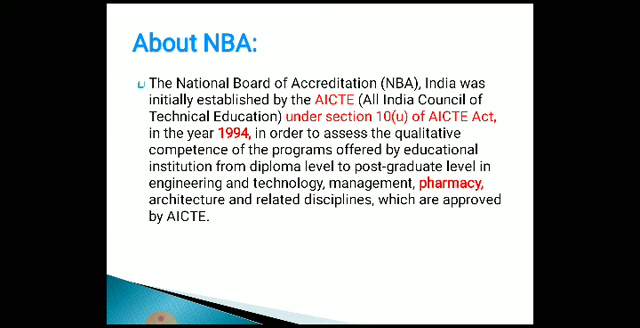 About NBA:
The National Board of Accreditation (NBA), India was
initially established by the AICTE (All India Council of
Technical Education) under section 10(u) of AICTE Act,
in the year 1994, in order to assess the qualitative
competence of the programs offered by educational
institution from diploma level to post-graduate level in
engineering and technology, management, pharmacy,
architecture and related disciplines, which are approved
by AICTE.